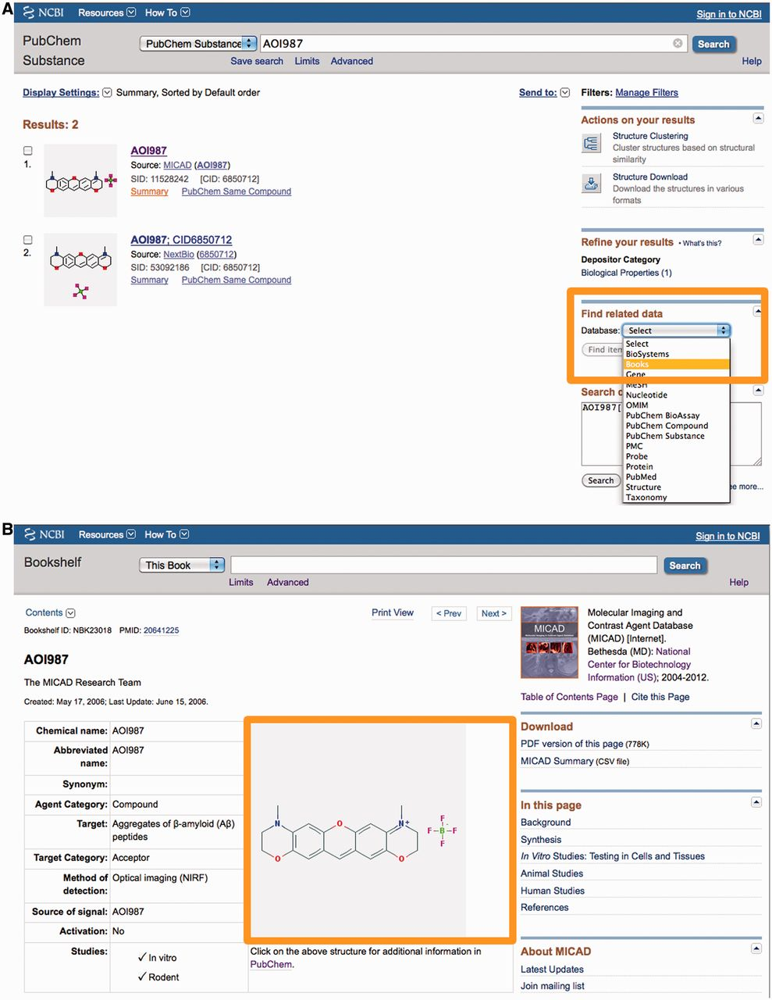 A
NCBI Resources How To Sign in to NCBI
PubChem Substance
PubChem Substance AOI987 Search
Save search Limits Advanced Help
Display Settings: Summary, Sorted by Default order Send to: Filters: Manage Filters
Results: 2
1.
AOI987
Source: MICAD (AOI987)
SID: 11528242 [CID: 6850712]
Summary PubChem Same Compound
2.
AOI987; CID6850712
Source: NextBio (6850712)
SID: 53092186 [CID: 6850712]
Summary PubChem Same Compound
Actions on your results
Structure Clustering
Cluster structures based on structural
similarity
Structure Download
Download the structures in various
formats
Refine your results • What's this?
Depositor Category
Biological Properties (1)
Find related data
Database: Select
Find iten
Select
BioSystems
Books
Gene
MeSH
Nucleotide
OMIM
PubChem BioAssay
PubChem Compound
PubChem Substance
PMC
Probe
Protein
PubMed
Structure
Taxonomy
Search d
AOI987[
Search ee more...
B
NCBI Resources How To Sign in to NCBI
Bookshelf This Book Search
Limits Advanced Help
Contents Print View < Prev Next >
Bookshelf ID: NBK23018 PMID: 20641225
AOI987
The MICAD Research Team
Created: May 17, 2006; Last Update: June 15, 2006.
Chemical name: AOI987
Abbreviated name: AOI987
Synonym:
Agent Category: Compound
Target: Aggregates of β-amyloid (Aβ)
peptides
Target Category: Acceptor
Method of detection: Optical imaging (NIRF)
Source of signal: AOI987
Activation: No
Studies:
✓ In vitro
✓ Rodent
N O N+ O O
F
F B- F
F
Click on the above structure for additional information in
PubChem.
MICAD
Molecular Imaging and
Contrast Agent Database
(MICAD) [Internet].
Bethesda (MD): National
Center for Biotechnology
Information (US); 2004-2012.
Table of Contents Page | Cite this Page
Download
PDF version of this page (778K)
MICAD Summary (CSV file)
In this page
Background
Synthesis
In Vitro Studies: Testing in Cells and Tissues
Animal Studies
Human Studies
References
About MICAD
Latest Updates
Join mailing list